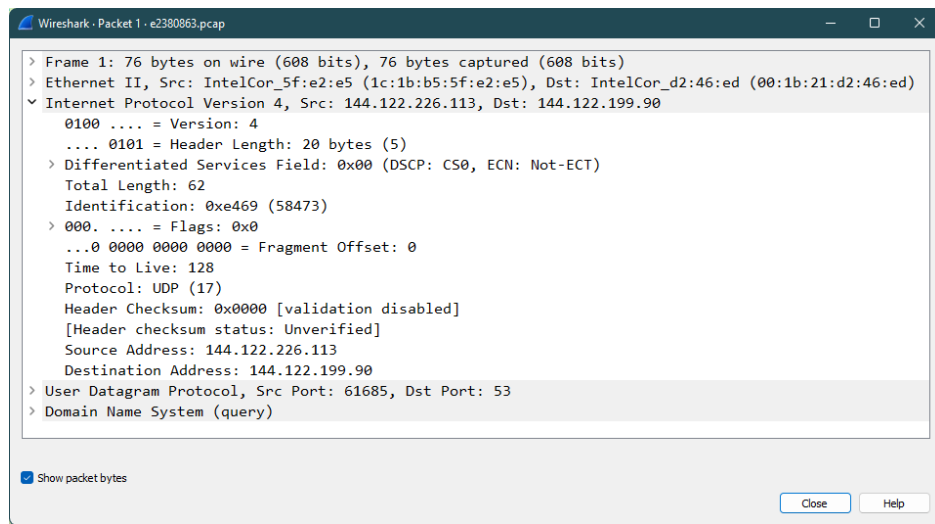 Wireshark · Packet 1 · e2380863.pcap
> Frame 1: 76 bytes on wire (608 bits), 76 bytes captured (608 bits)
> Ethernet II, Src: IntelCor_5f:e2:e5 (1c:1b:b5:5f:e2:e5), Dst: IntelCor_d2:46:ed (00:1b:21:d2:46:ed)
Internet Protocol Version 4, Src: 144.122.226.113, Dst: 144.122.199.90
0100 .... = Version: 4
.... 0101 = Header Length: 20 bytes (5)
> Differentiated Services Field: 0x00 (DSCP: CS0, ECN: Not-ECT)
Total Length: 62
Identification: 0xe469 (58473)
> 000. .... = Flags: 0x0
...0 0000 0000 0000 = Fragment Offset: 0
Time to Live: 128
Protocol: UDP (17)
Header Checksum: 0x0000 [validation disabled]
[Header checksum status: Unverified]
Source Address: 144.122.226.113
Destination Address: 144.122.199.90
> User Datagram Protocol, Src Port: 61685, Dst Port: 53
> Domain Name System (query)
Show packet bytes
Close Help